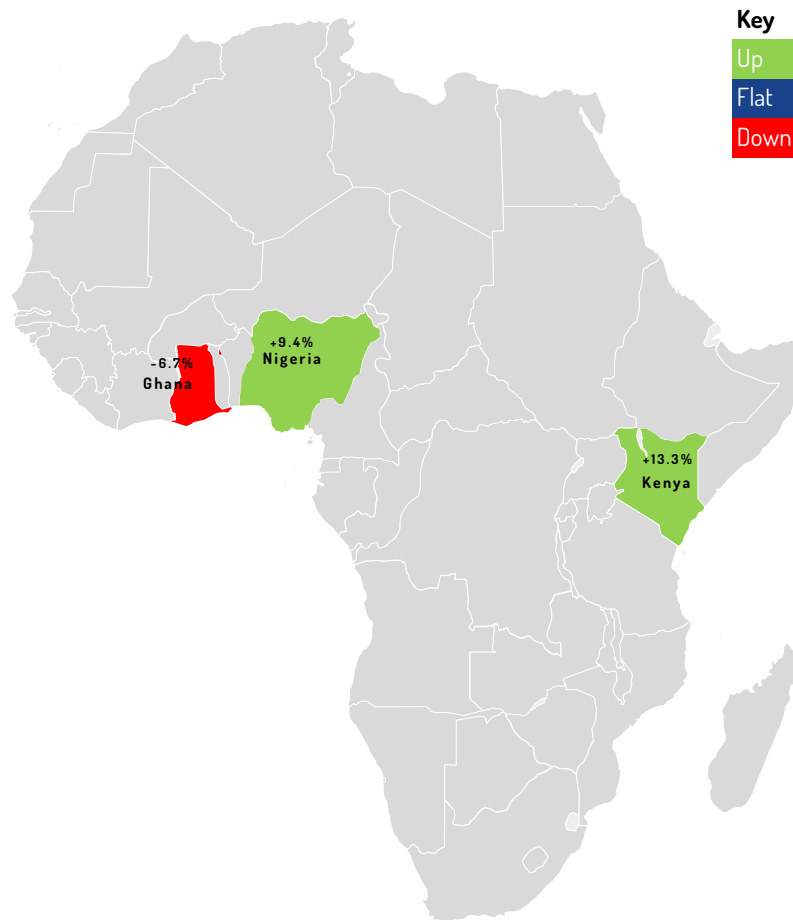 Key
Up
Flat
Down
+9.4%
Nigeria
-6.7%
Ghana
+13.3%
Kenya